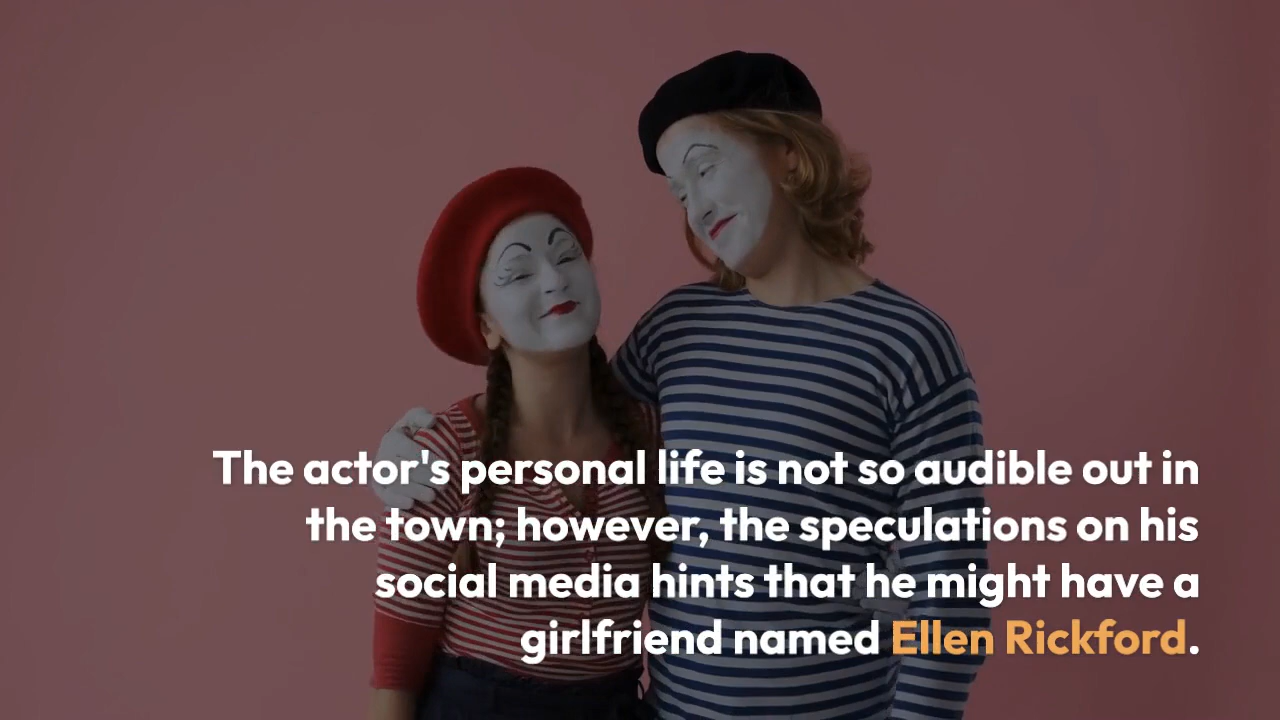 The actor's personal life is not so audible out in
the town; however, the speculations on his
social media hints that he might have a
girlfriend named Ellen Rickford.